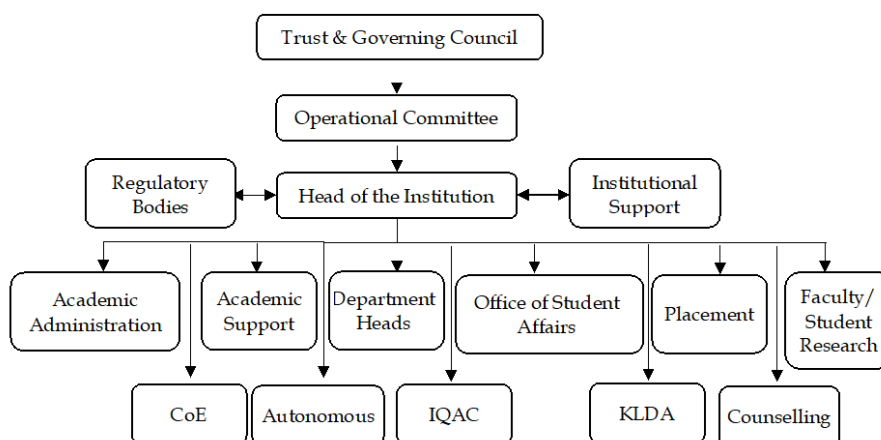 Trust & Governing Council
Operational Committee
Regulatory
Bodies
Head of the Institution
Institutional
Support
Academic
Administration
Academic
Support
Department
Heads
Office of Student
Affairs
Placement
Faculty/
Student
Research
CoE
Autonomous
IQAC
KLDA
Counselling